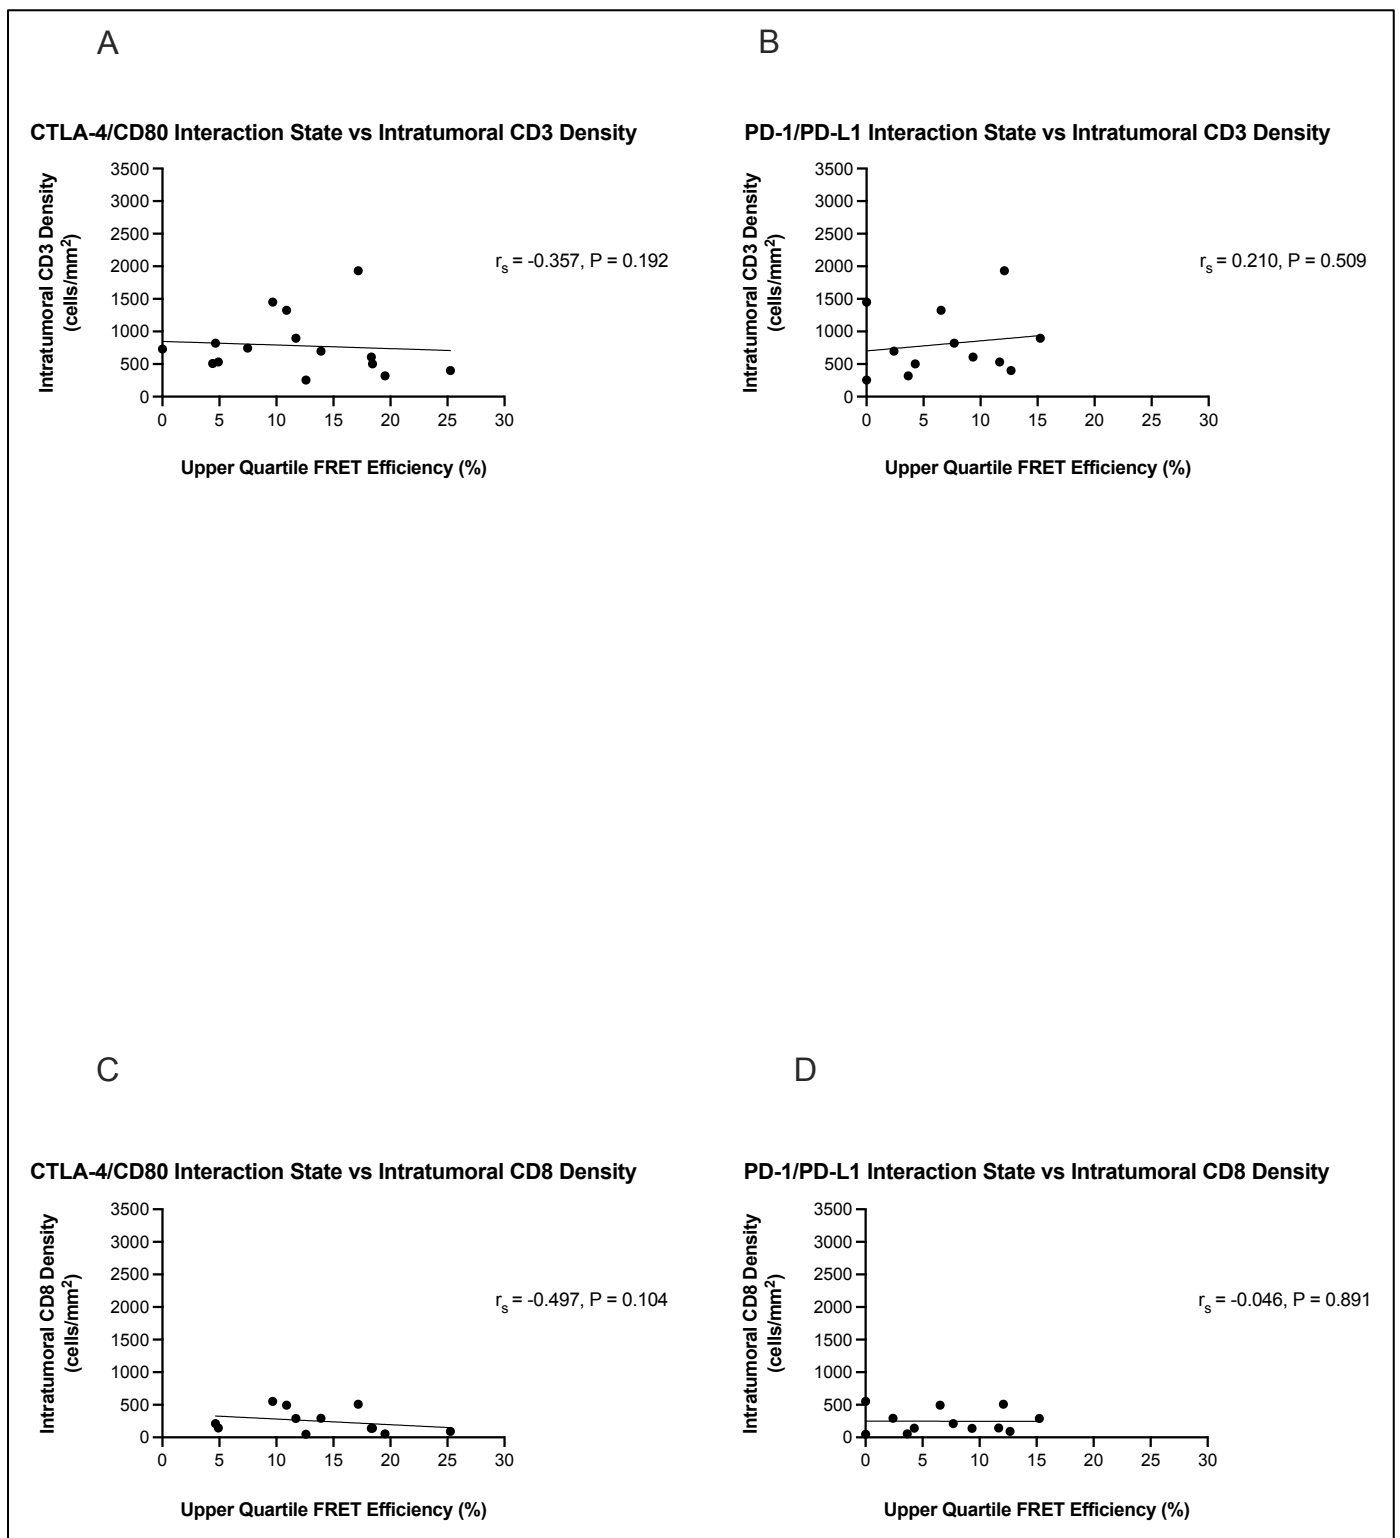 A
CTLA-4/CD80 Interaction State vs Intratumoral CD3 Density
Intratumoral CD3 Density
(cells/mm²)
3500
3000
2500
2000
1500
1000
500
0
rₛ = -0.357, P = 0.192
0 5 10 15 20 25 30
Upper Quartile FRET Efficiency (%)
B
PD-1/PD-L1 Interaction State vs Intratumoral CD3 Density
Intratumoral CD3 Density
(cells/mm²)
3500
3000
2500
2000
1500
1000
500
0
rₛ = 0.210, P = 0.509
0 5 10 15 20 25 30
Upper Quartile FRET Efficiency (%)
C
CTLA-4/CD80 Interaction State vs Intratumoral CD8 Density
Intratumoral CD8 Density
(cells/mm²)
3500
3000
2500
2000
1500
1000
500
0
rₛ = -0.497, P = 0.104
0 5 10 15 20 25 30
Upper Quartile FRET Efficiency (%)
D
PD-1/PD-L1 Interaction State vs Intratumoral CD8 Density
Intratumoral CD8 Density
(cells/mm²)
3500
3000
2500
2000
1500
1000
500
0
rₛ = -0.046, P = 0.891
0 5 10 15 20 25 30
Upper Quartile FRET Efficiency (%)